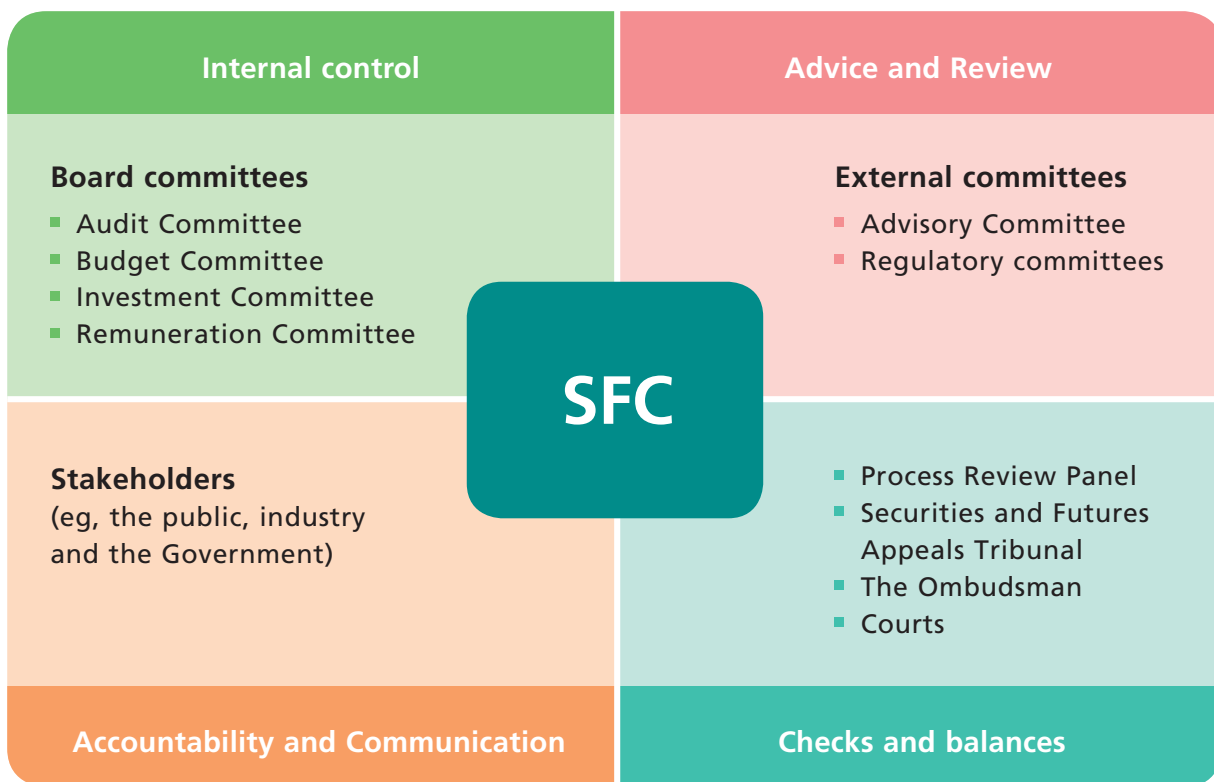 Internal control
Board committees
Audit Committee
Budget Committee
Investment Committee
Remuneration Committee
Advice and Review
External committees
Advisory Committee
Regulatory committees
SFC
Stakeholders
(eg, the public, industry
and the Government)
Accountability and Communication
Process Review Panel
Securities and Futures
Appeals Tribunal
The Ombudsman
Courts
Checks and balances